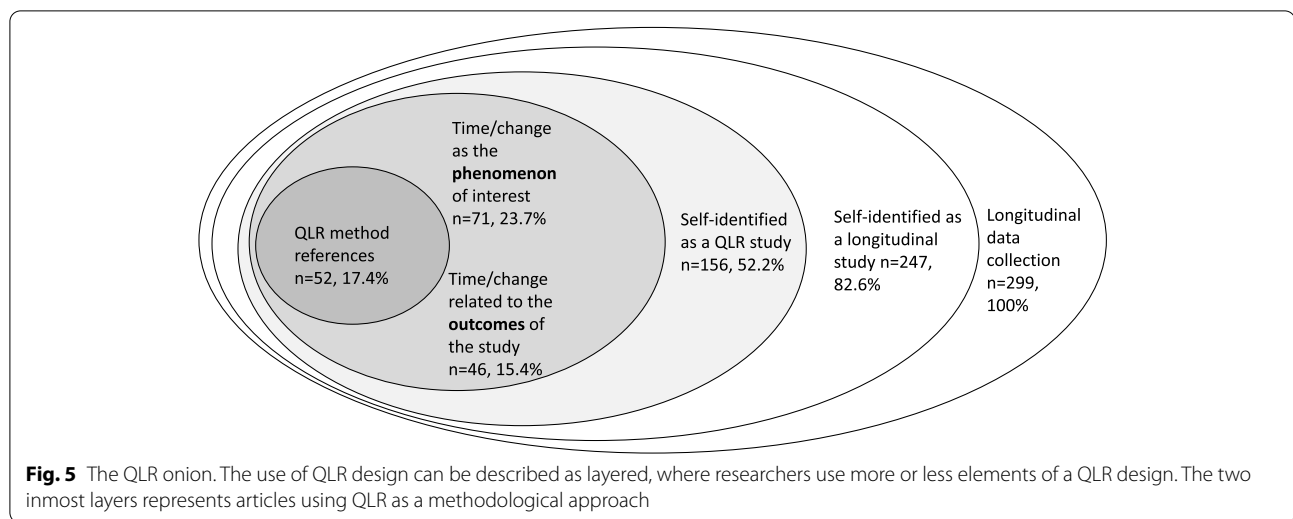 Time/change
as the
phenomenon
of interest
n=71, 23.7%
QLR method
references
n=52, 17.4%
Time/change
related to the
outcomes of
the study
n=46, 15.4%
Self-identified
as a QLR study
n=156, 52.2%
Self-identified as
a longitudinal
study n=247,
82.6%
Longitudinal
data
collection
n=299,
100%
Fig. 5 The QLR onion. The use of QLR design can be described as layered, where researchers use more or less elements of a QLR design. The two
inmost layers represents articles using QLR as a methodological approach